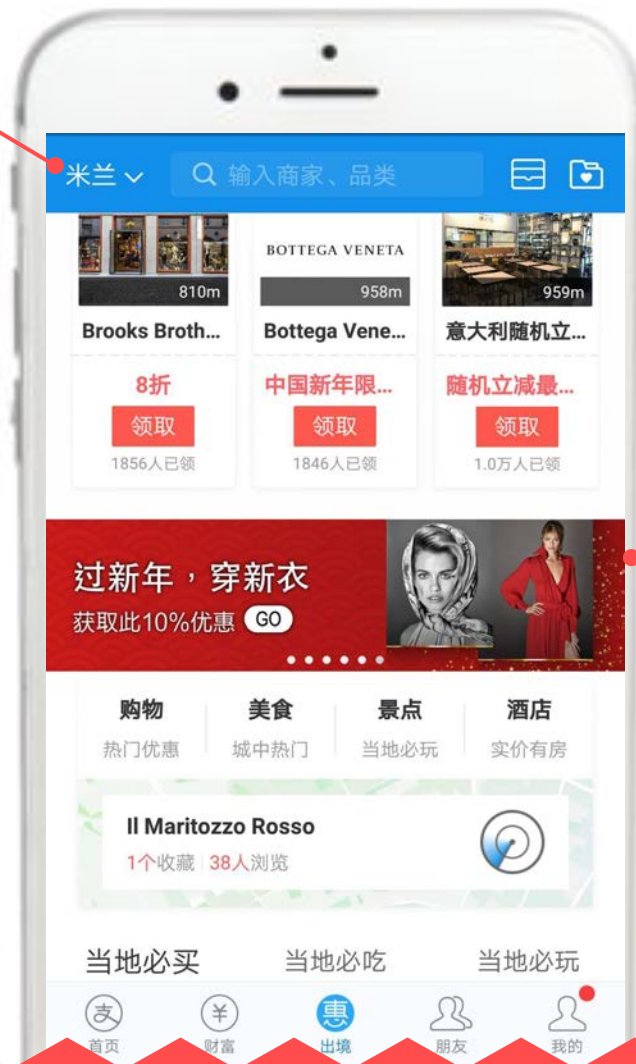 米兰
输入商家、品类
BOTTEGA VENETA
810m
958m
959m
Brooks Broth...
Bottega Vene...
意大利随机立...
8折
中国新年限...
随机立减最...
领取
领取
领取
1856人已领
1846人已领
1.0万人已领
过新年，穿新衣
获取此10%优惠 GO
购物
美食
景点
酒店
热门优惠
城中热门
当地必玩
实价有房
Il Maritozzo Rosso
1个收藏 38人浏览
当地必买
当地必吃
当地必玩
支
¥
惠
首页
财富
出境
朋友
我的